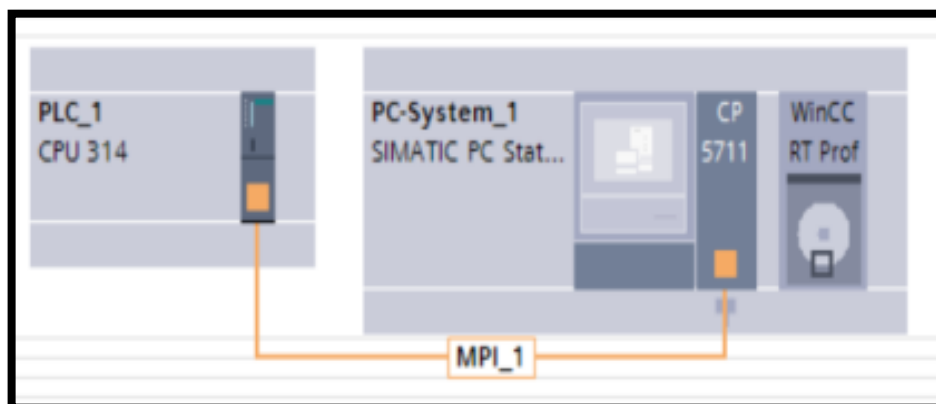 PLC_1
CPU 314
PC-System_1
SIMATIC PC Stat...
CP
5711
WinCC
RT Prof
MPI_1